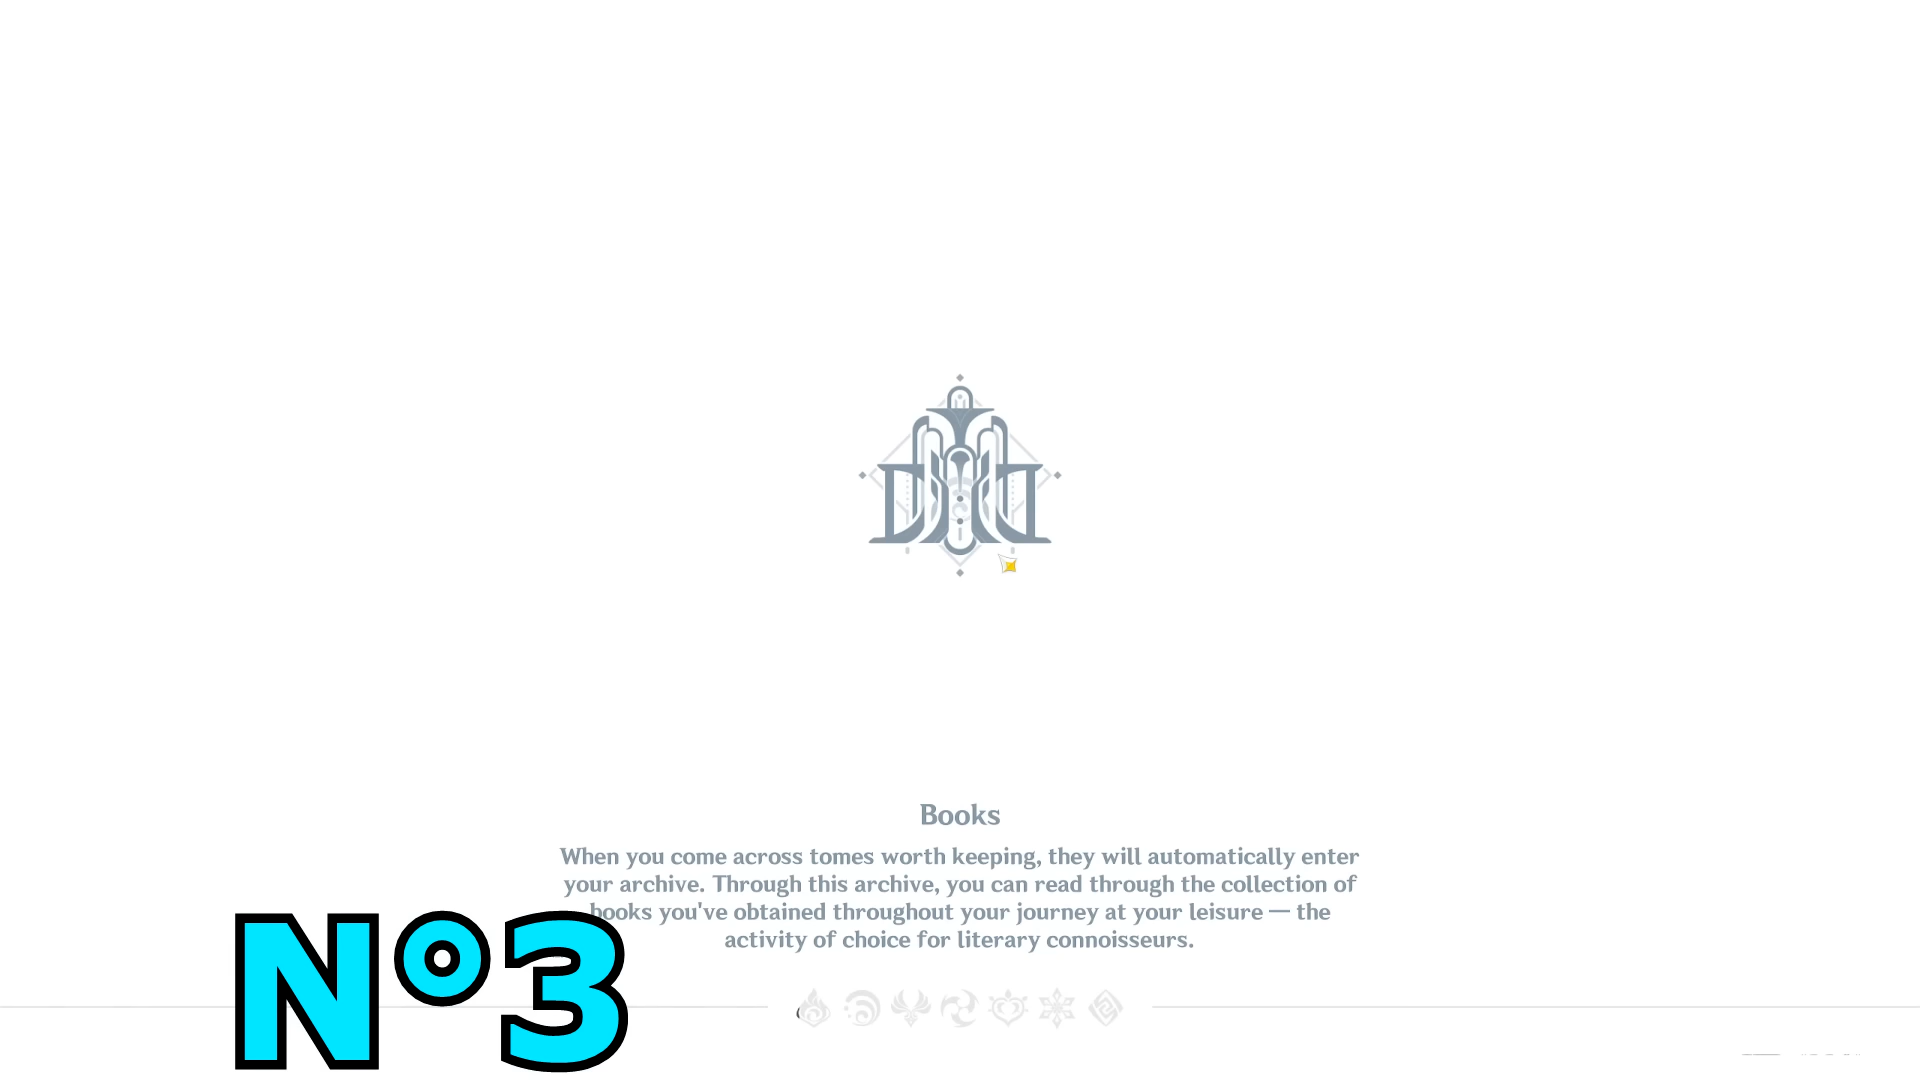 Books
When you come across tomes worth keeping, they will automatically enter
your archive. Through this archive, you can read through the collection of
books you've obtained throughout your journey at your leisure — the
activity of choice for literary connoisseurs.
N°3